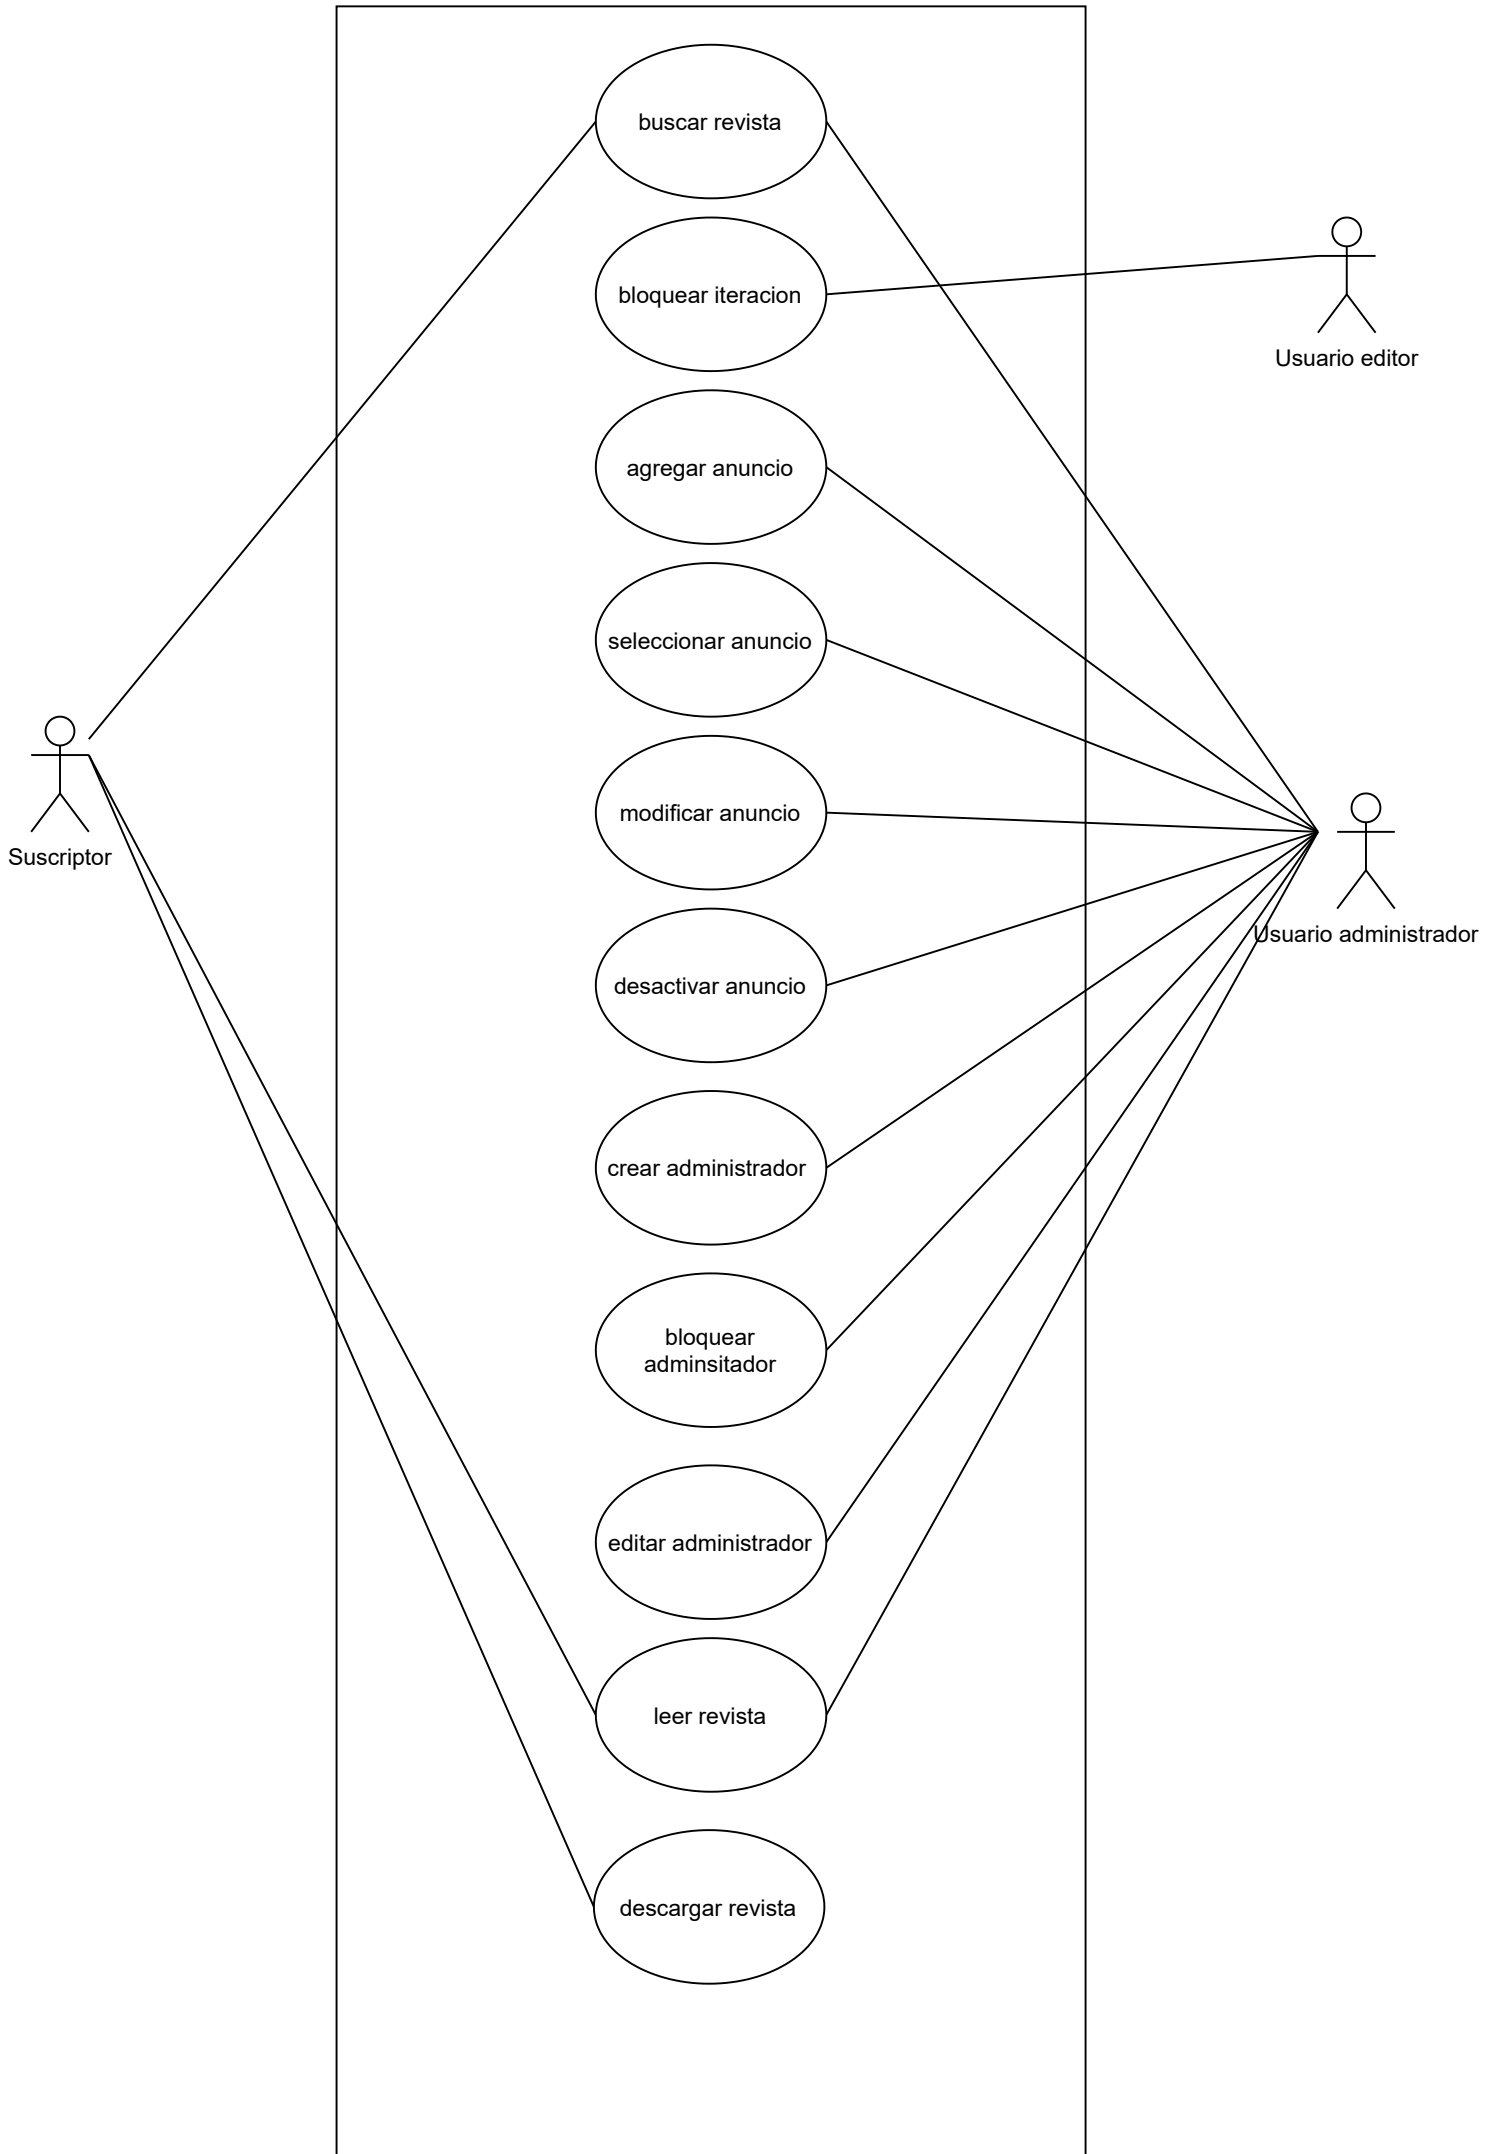 buscar revista
bloquear iteracion
Usuario editor
agregar anuncio
seleccionar anuncio
modificar anuncio
Suscriptor
Usuario administrador
desactivar anuncio
crear administrador
bloquear
adminsitador
editar administrador
leer revista
descargar revista